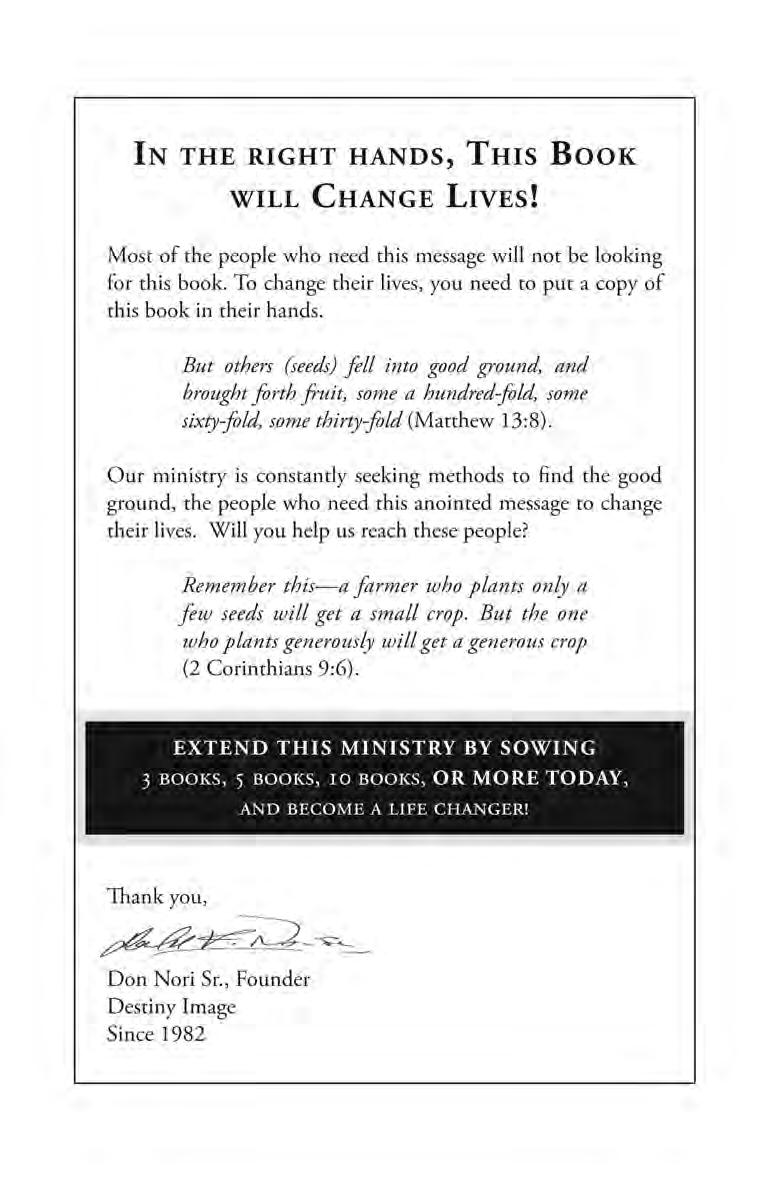 In the right hands, This Book
will Change Lives!
Most of the people who need this message will not be looking
for this book. To change their lives, you need to put a copy of
this book in their hands.
But others (seeds) fell into good ground, and
brought forth fruit, some a hundred-fold, some
sixty-fold, some thirty-fold (Matthew 13:8).
Our ministry is constantly seeking methods to find the good
ground, the people who need this anointed message to change
their lives. Will you help us reach these people?
Remember this—a farmer who plants only a
few seeds will get a small crop. But the one
who plants generously will get a generous crop
(2 Corinthians 9:6).
EXTEND THIS MINISTRY BY SOWING
3 BOOKS, 5 BOOKS, 10 BOOKS, OR MORE TODAY,
AND BECOME A LIFE CHANGER!
Thank you,
Don Nori Sr., Founder
Destiny Image
Since 1982